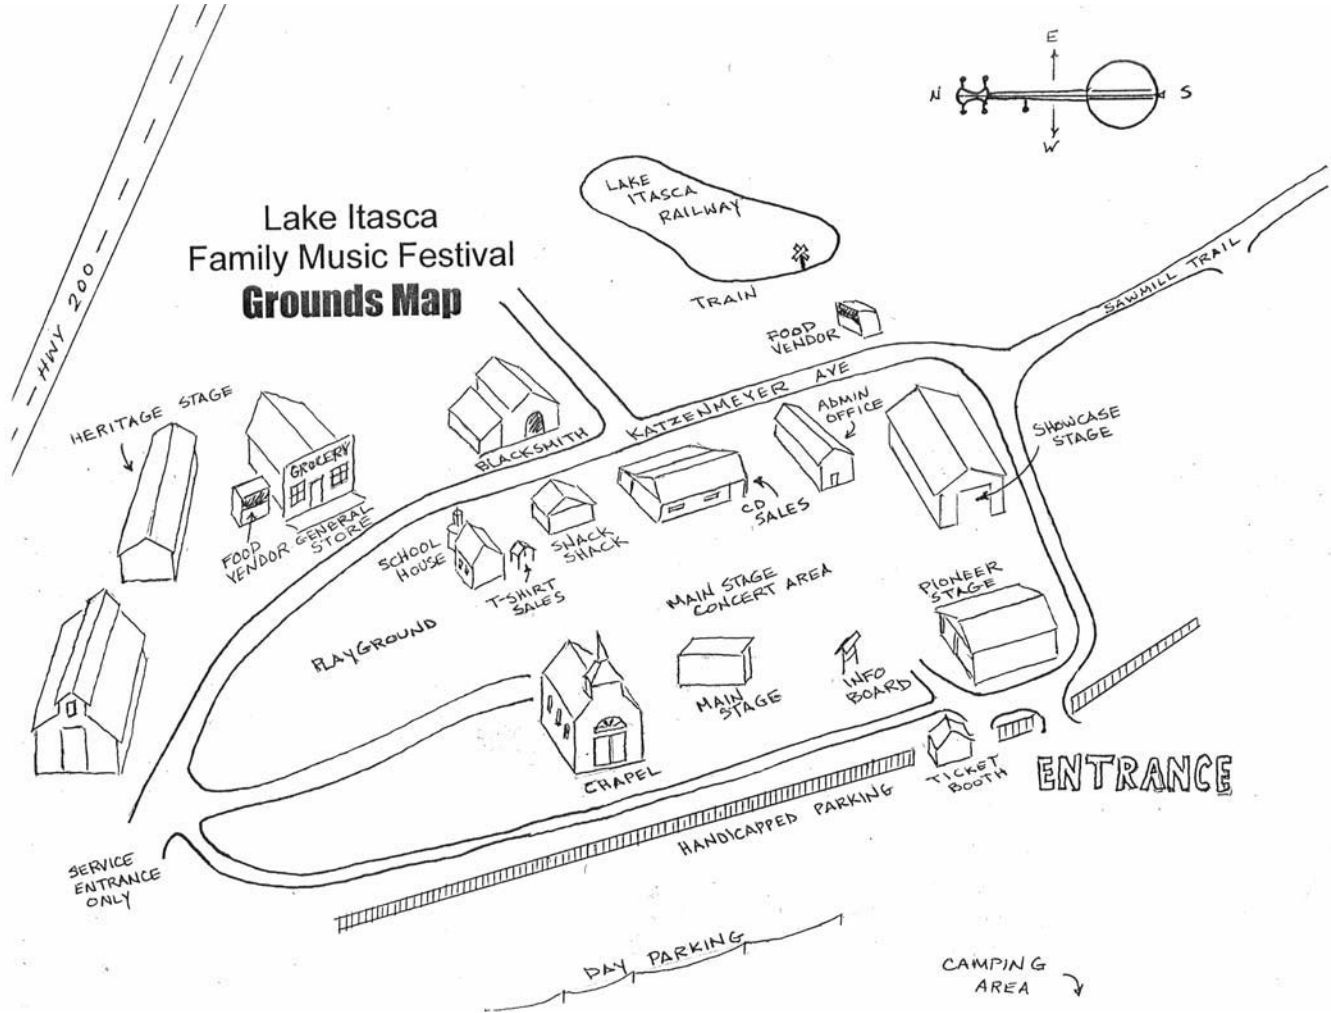 E
N
S
W
LAKE
ITASCA
RAILWAY
TRAIN
Lake Itasca
Family Music Festival
Grounds Map
HWY 200
SAWMILL TRAIL
FOOD
VENDOR
KATZENMEYER AVE
ADMIN
OFFICE
HERITAGE STAGE
GROCERY
BLACKSMITH
SHOWCASE
STAGE
FOOD
VENDOR
GENERAL
STORE
SCHOOL
HOUSE
SNACK
SHACK
CD
SALES
T-SHIRT
SALES
MAIN STAGE
CONCERT AREA
PIONEER
STAGE
PLAYGROUND
MAIN
STAGE
INFO
BOARD
CHAPEL
TICKET
BOOTH
ENTRANCE
HANDICAPPED PARKING
SERVICE
ENTRANCE
ONLY
DAY PARKING
CAMPING
AREA